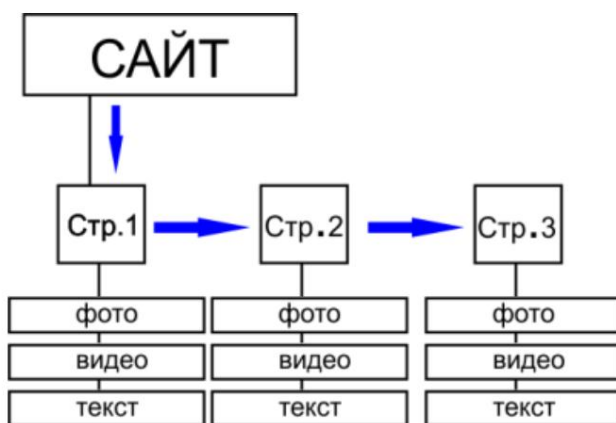 САЙТ
Стр.1
Стр.2
Стр.3
фото
фото
фото
видео
видео
видео
текст
текст
текст